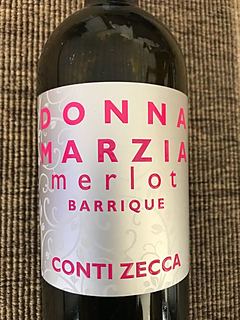 DONNA
MARZIA
merlot
BARRIQUE
CONTI ZECCA